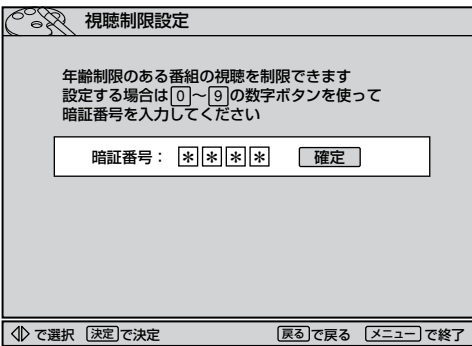 視聴制限設定
年齢制限のある番組の視聴を制限できます
設定する場合は0～9の数字ボタンを使って
暗証番号を入力してください
暗証番号： ＊＊＊＊ 確定
で選択 決定で決定 戻るで戻る メニューで終了